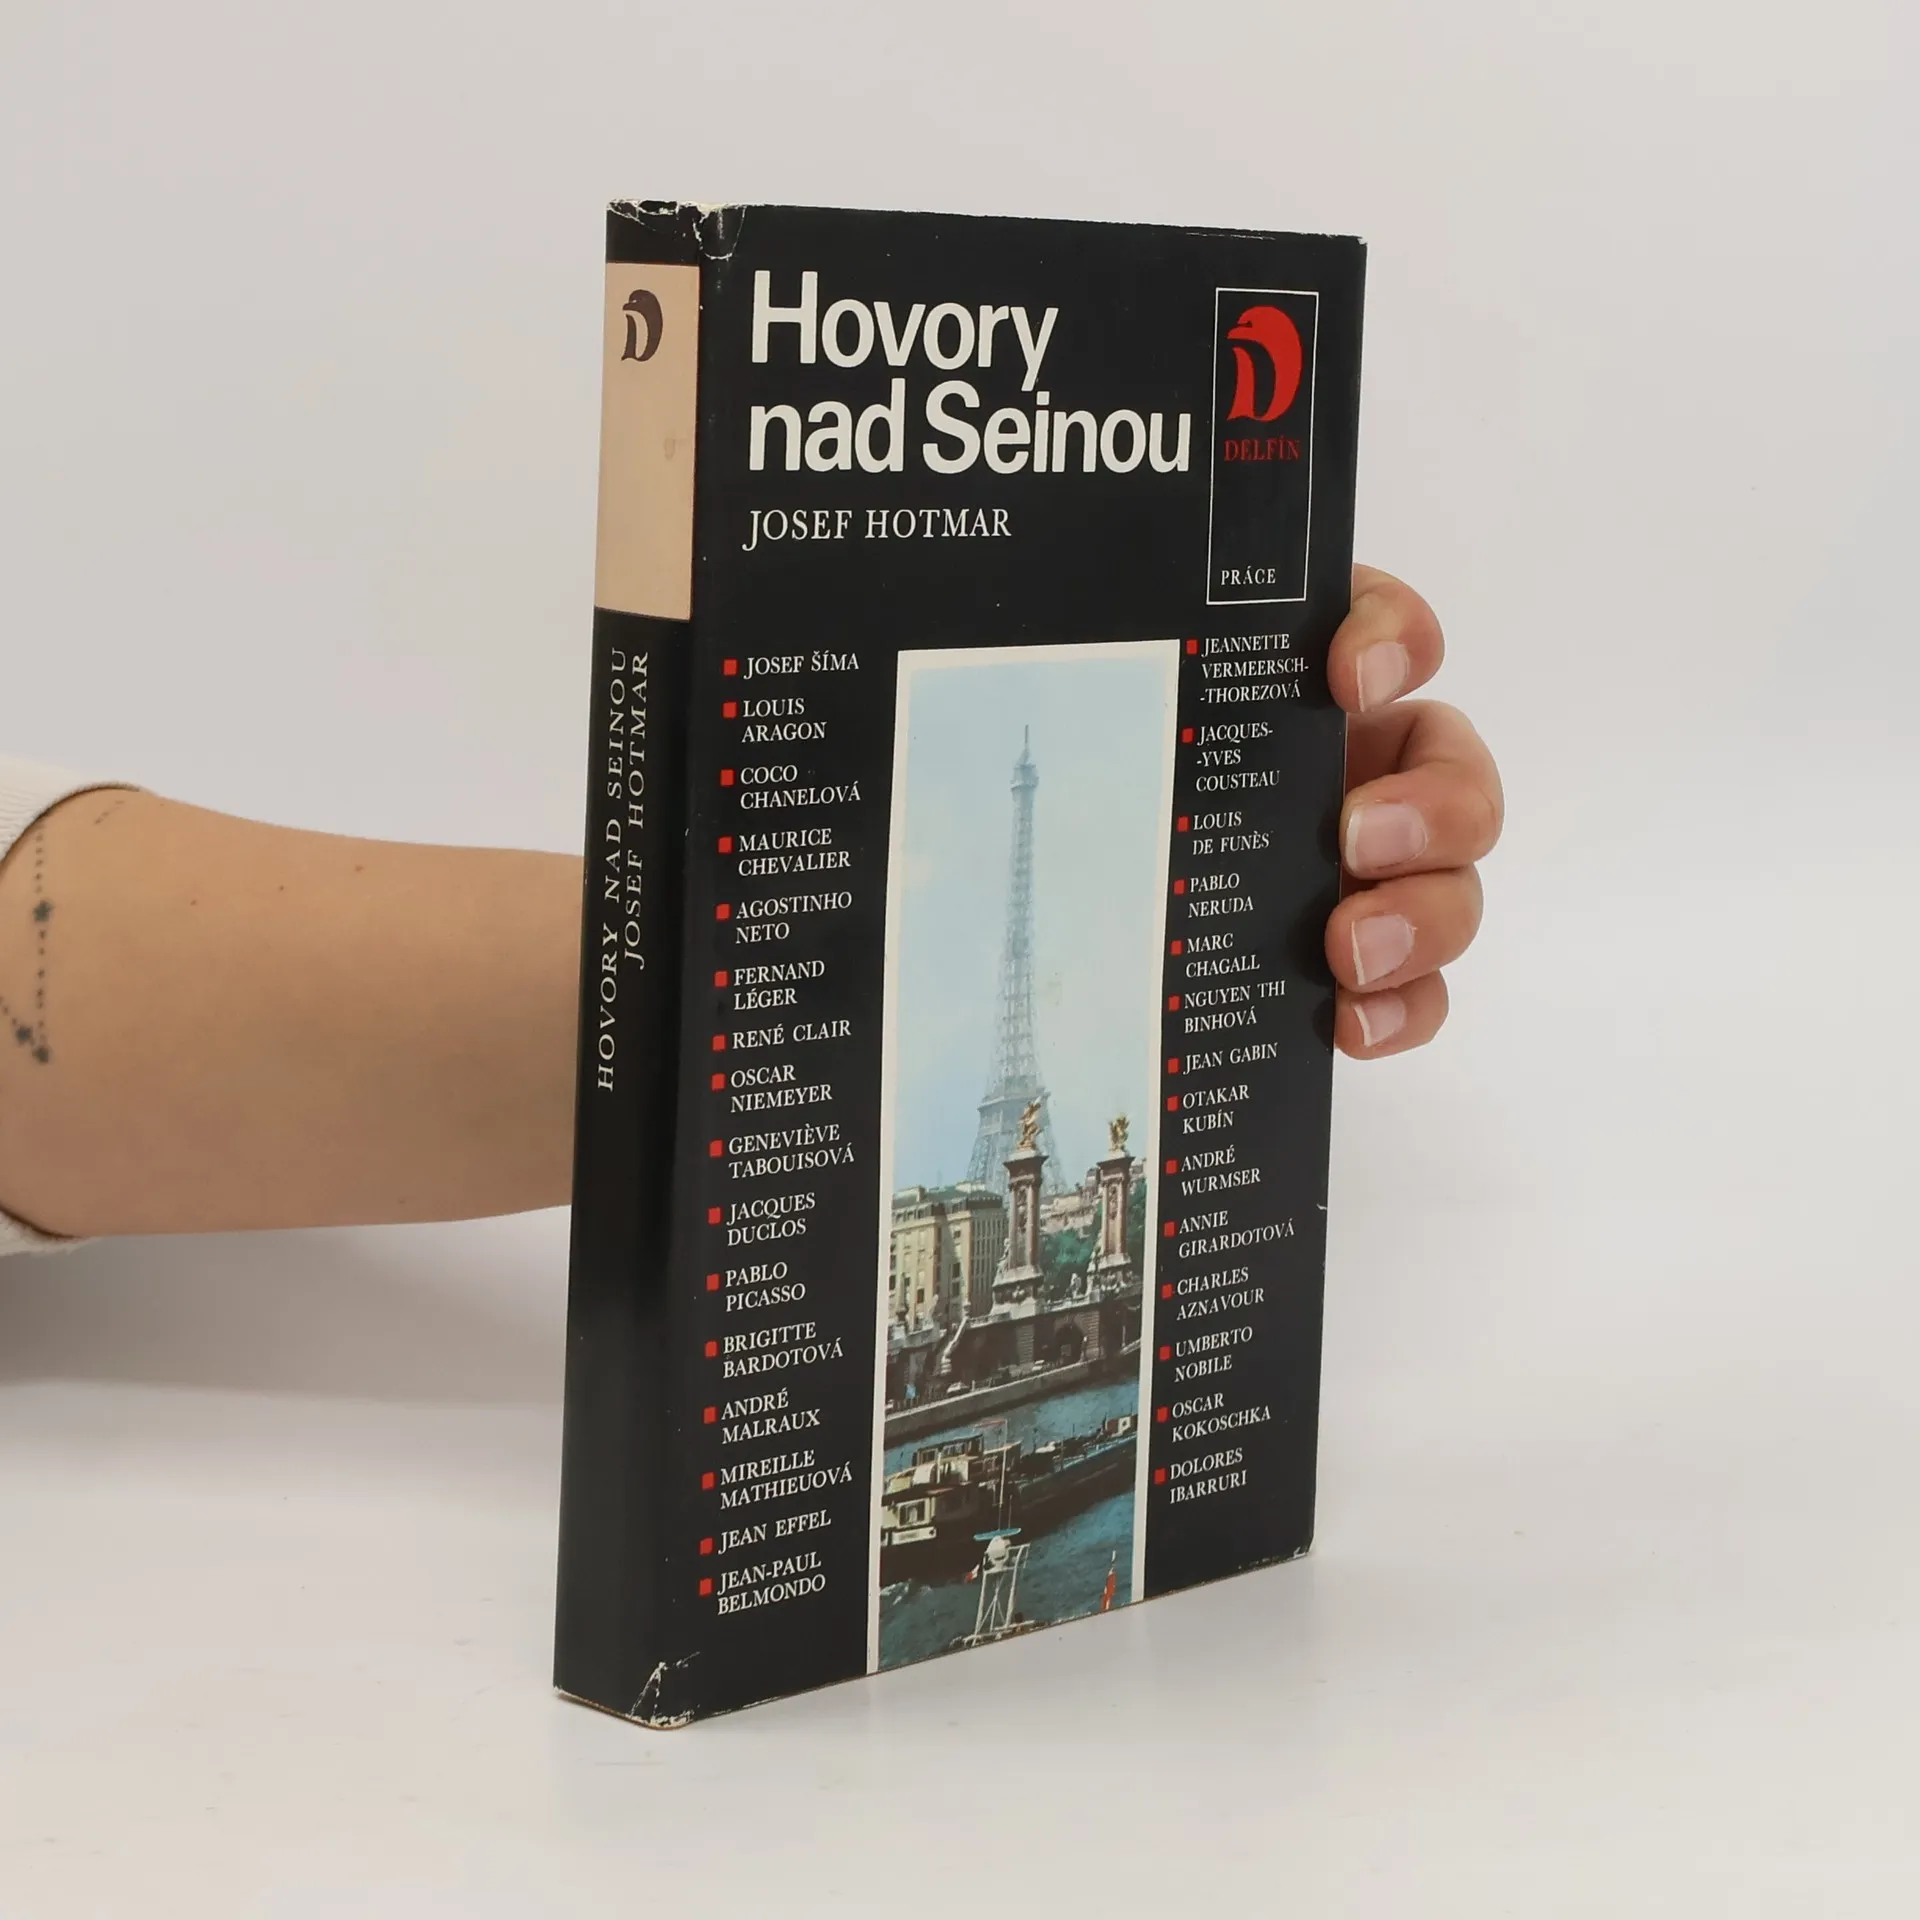 Hovory
nad Seinou
JOSEF HOTMAR
D
DELFÍN
PRÁCE
JOSEF ŠÍMA
LOUIS
ARAGON
COCO
CHANELOVÁ
MAURICE
CHEVALIER
AGOSTINHO
NETO
FERNAND
LÉGER
RENÉ CLAIR
OSCAR
NIEMEYER
GENEVIÈVE
TABOUISOVÁ
JACQUES
DUCLOS
PABLO
PICASSO
BRIGITTE
BARDOTOVÁ
ANDRÉ
MALRAUX
MIREILLE
MATHIEUOVÁ
JEAN EFFEL
JEAN-PAUL
BELMONDO
JEANNETTE
VERMEERSCH-
-THOREZOVÁ
JACQUES-
-YVES
COUSTEAU
LOUIS
DE FUNÈS
PABLO
NERUDA
MARC
CHAGALL
NGUYEN THI
BINHOVÁ
JEAN GABIN
OTAKAR
KUBÍN
ANDRÉ
WURMSER
ANNIE
GIRARDOTOVÁ
CHARLES
AZNAVOUR
UMBERTO
NOBILE
OSCAR
KOKOSCHKA
DOLORES
IBARRURI
D
HOVORY NAD SEINOU
JOSEF HOTMAR